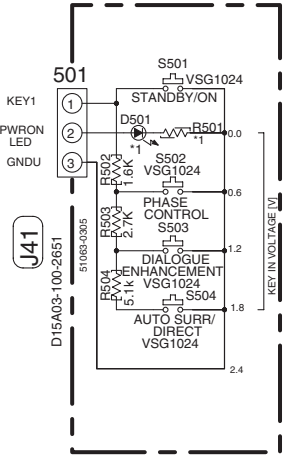 S501
501
VSG1024
STANDBY/ON
KEY1
1
D501
R501
PWRON
LED
2
*1
*1
0.0
GNDU
3
S502
VSG1024
R502
1.6K
0.6
PHASE
CONTROL
S503
R503
2.7K
1.2
DIALOGUE
ENHANCEMENT
VSG1024
S504
R504
5.1k
1.8
AUTO SURR/
DIRECT
VSG1024
2.4
J41
D15A03-100-2651
51063-0305
KEY IN VOLTAGE [V]